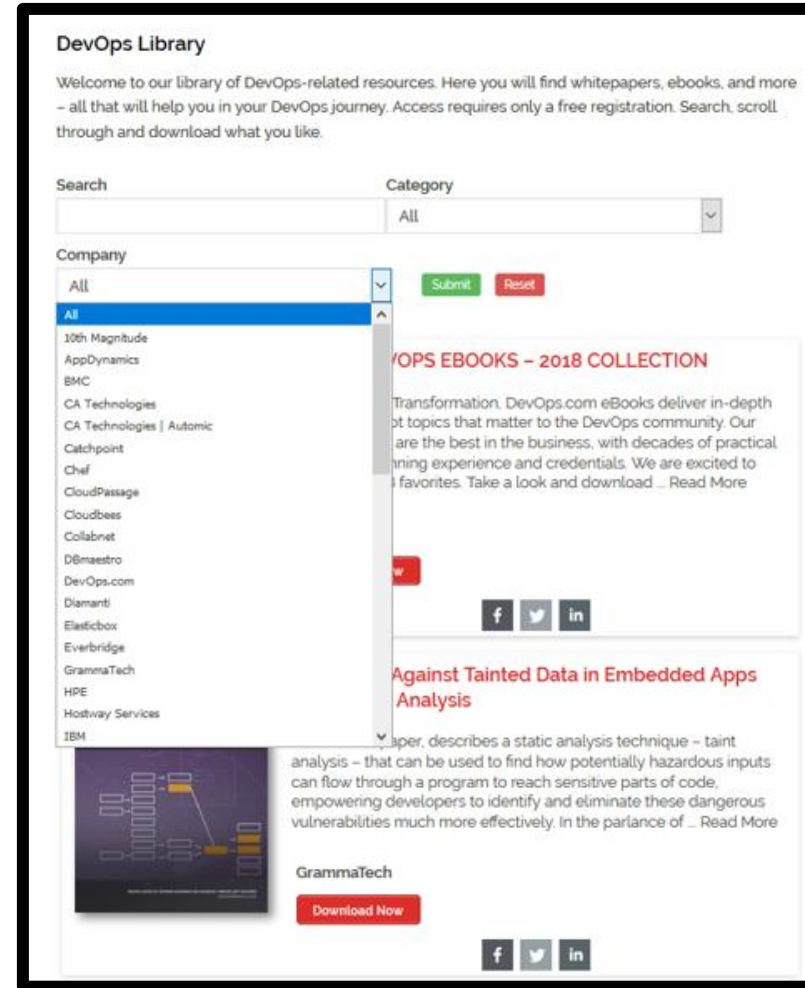 DevOps Library
Welcome to our library of DevOps-related resources. Here you will find whitepapers, ebooks, and more
– all that will help you in your DevOps journey. Access requires only a free registration. Search, scroll
through and download what you like.
Search
Category
All
Company
All
Submit
Reset
All
10th Magnitude
AppDynamics
BMC
CA Technologies
CA Technologies | Automic
Catchpoint
Chef
CloudPassage
Cloudbees
Collabnet
DBmaestro
DevOps.com
Diamanti
Elasticbox
Everbridge
GrammaTech
HPE
Hostway Services
IBM
OPS EBOOKS – 2018 COLLECTION
Transformation, DevOps.com eBooks deliver in-depth
topics that matter to the DevOps community. Our
are the best in the business, with decades of practical
experience and credentials. We are excited to
favorites. Take a look and download ... Read More
f
in
Against Tainted Data in Embedded Apps
Analysis
describes a static analysis technique – taint
analysis – that can be used to find how potentially hazardous inputs
can flow through a program to reach sensitive parts of code,
empowering developers to identify and eliminate these dangerous
vulnerabilities much more effectively. In the parlance of ... Read More
GrammaTech
Download Now
f
in